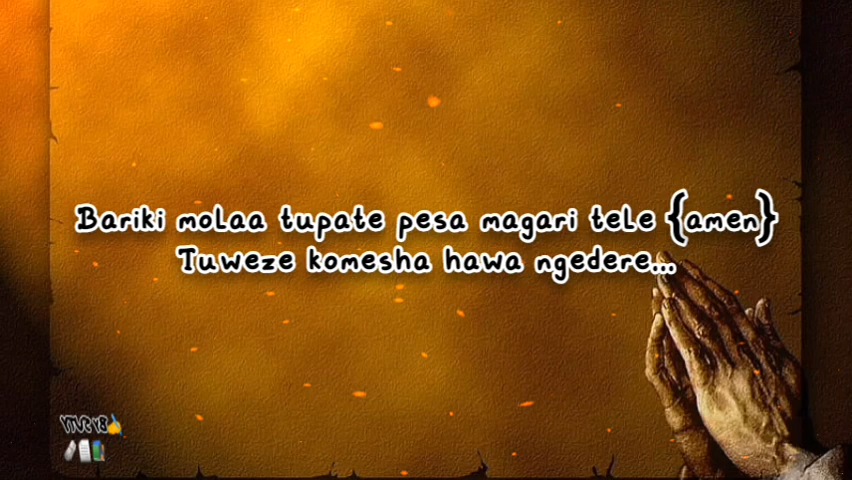 Bariki molaa tupate pesa magari tele {amen}
Tuweze komesha hawa ngedere...